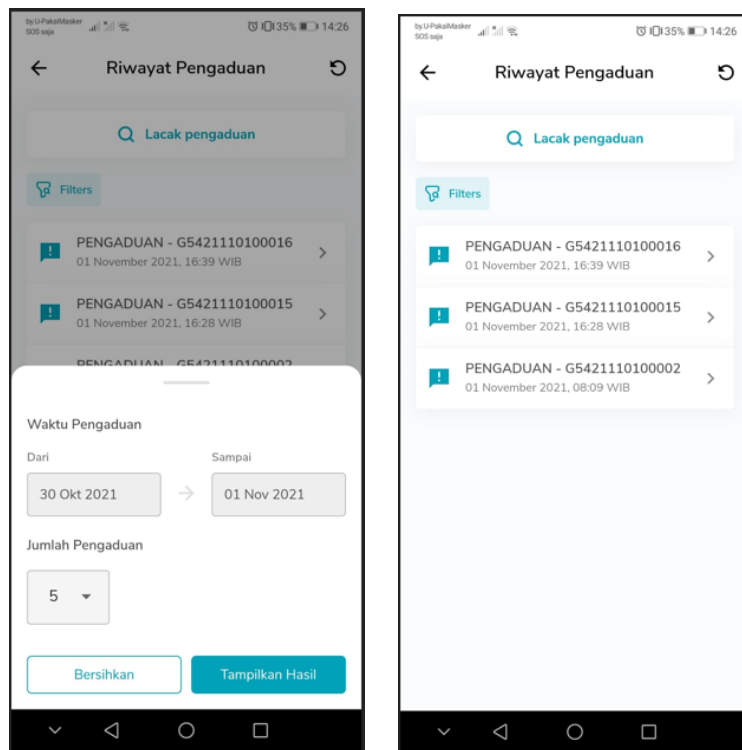 by.U-PakaiMasker
SOS saja
35% 14:26
Riwayat Pengaduan
Lacak pengaduan
Filters
PENGADUAN - G5421110100016
01 November 2021, 16:39 WIB
PENGADUAN - G5421110100015
01 November 2021, 16:28 WIB
PENGADUAN - G5421110100002
Waktu Pengaduan
Dari Sampai
30 Okt 2021 → 01 Nov 2021
Jumlah Pengaduan
5
Bersihkan Tampilkan Hasil
by.U-PakaiMasker
SOS saja
35% 14:26
Riwayat Pengaduan
Lacak pengaduan
Filters
PENGADUAN - G5421110100016
01 November 2021, 16:39 WIB
PENGADUAN - G5421110100015
01 November 2021, 16:28 WIB
PENGADUAN - G5421110100002
01 November 2021, 08:09 WIB